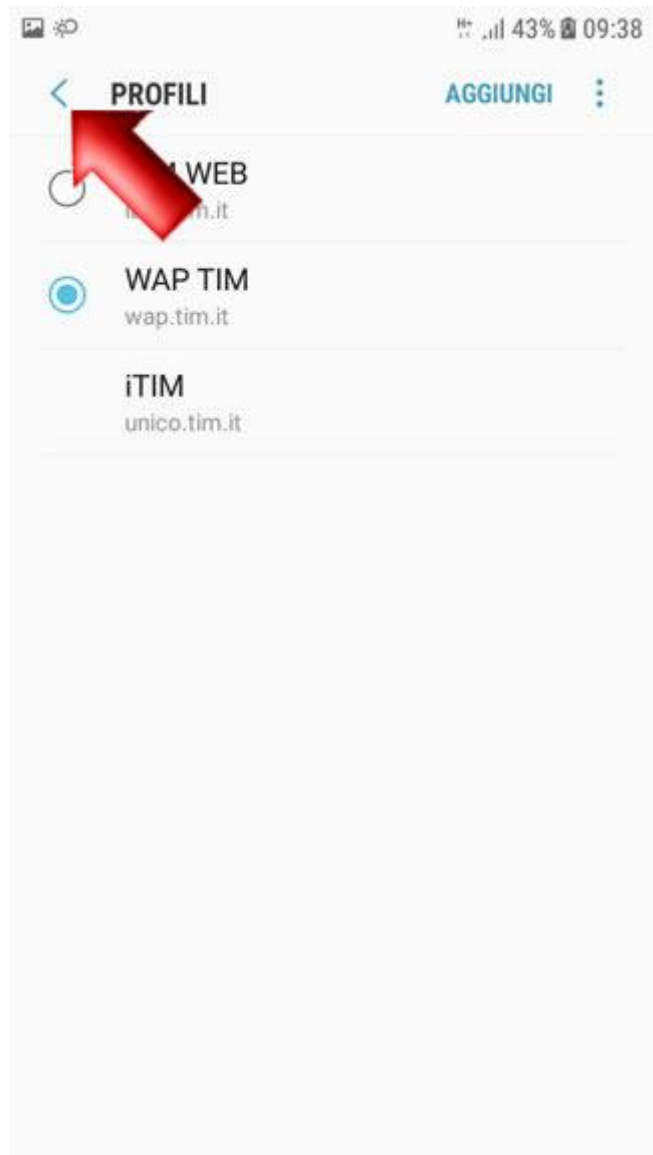 H+ 43% 09:38
PROFILI AGGIUNGI
WEB
WAP TIM
wap.tim.it
iTIM
unico.tim.it